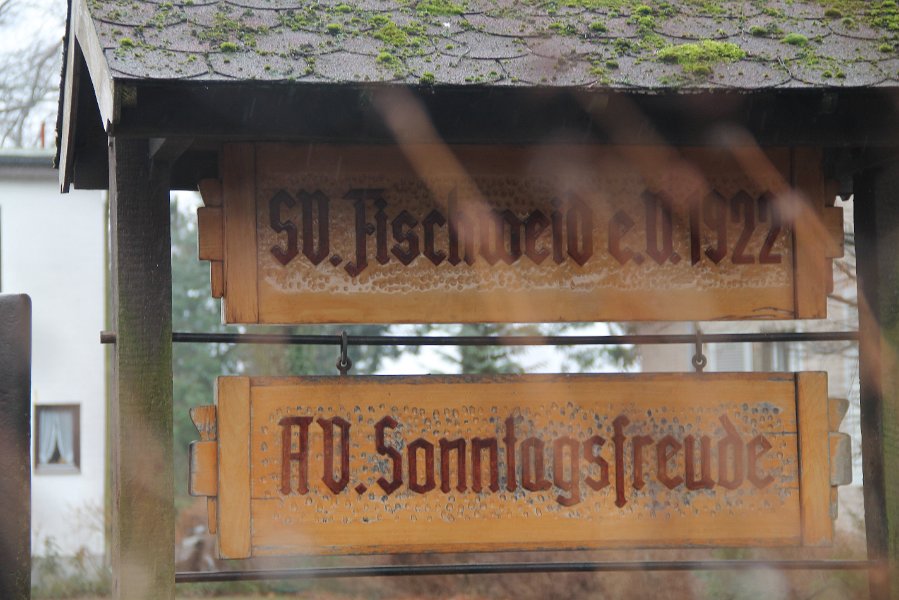 SV. Fischweid e.V. 1922
AV. Sonntagsfreude